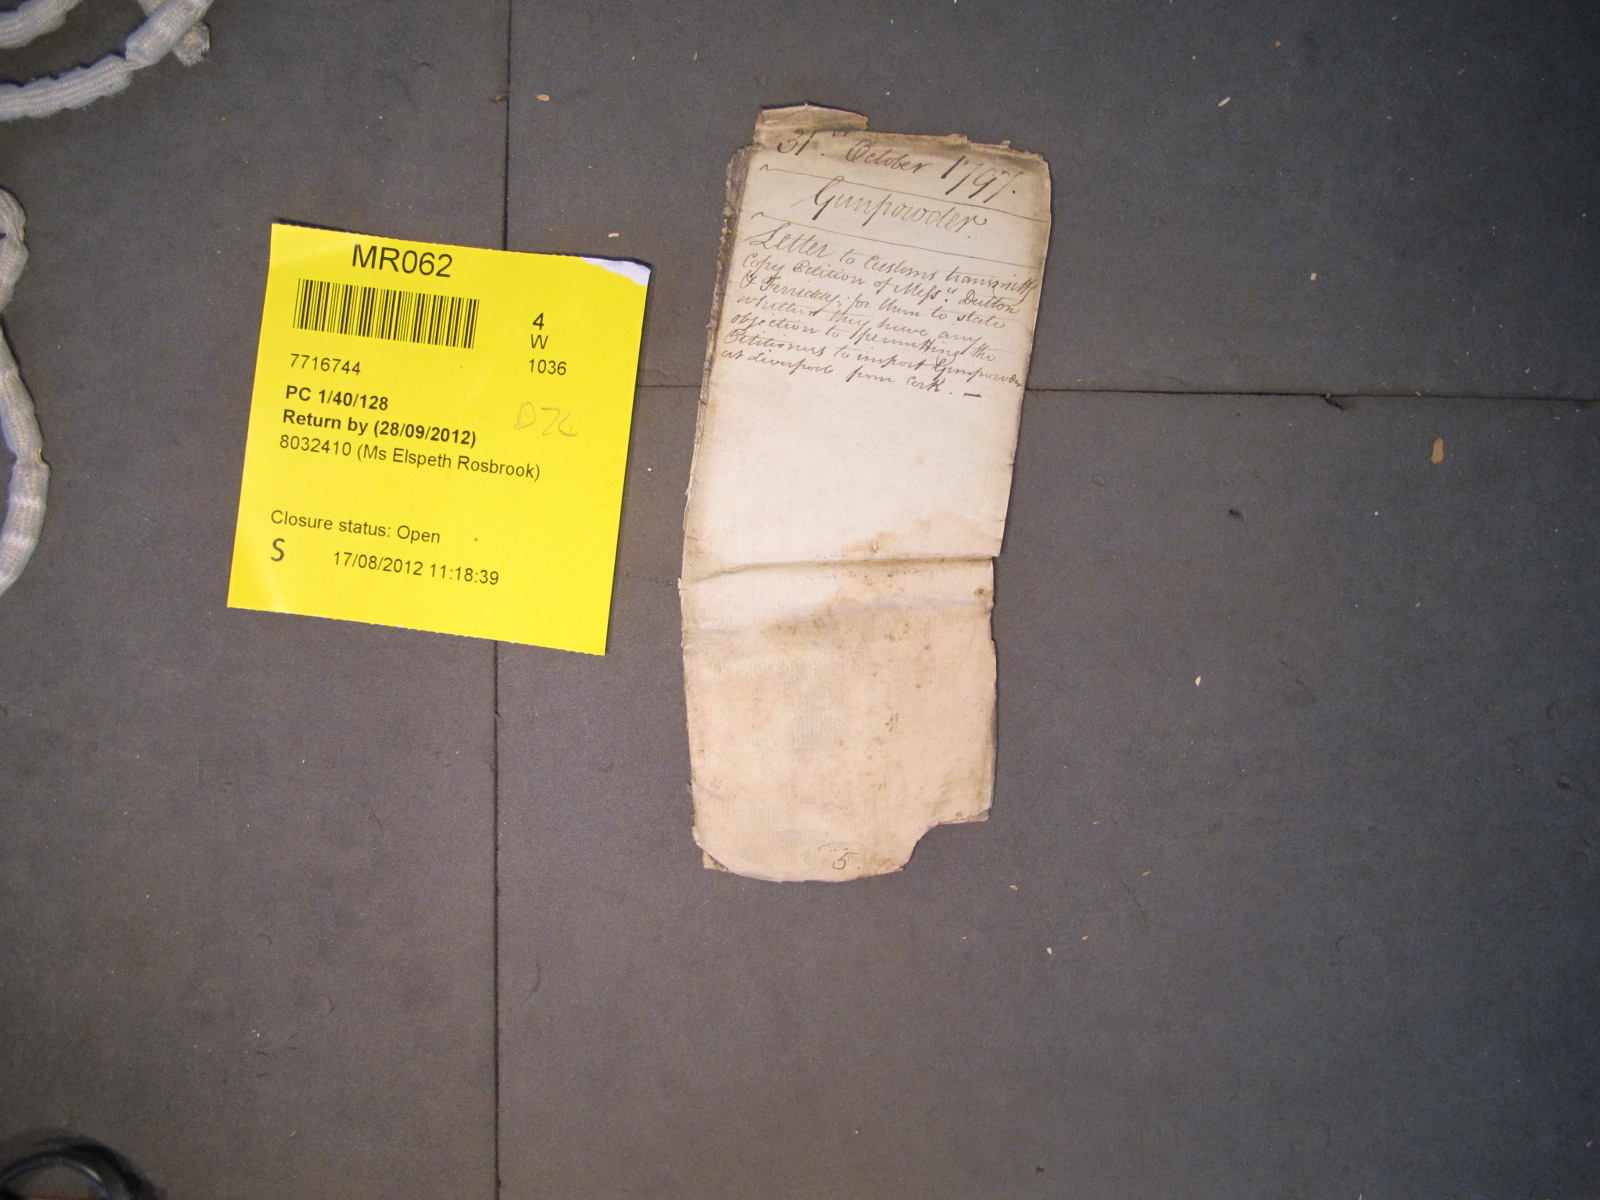 MR062
4
W
7716744
1036
PC 1/40/128
Return by (28/09/2012)
D74
8032410 (Ms Elspeth Rosbrook)
Closure status: Open
S 17/08/2012 11:18:39
31st October 1797.
Gunpowder
Letter to Customs transmittg
Copy Petition of Messrs Dutton
& Ferriday; for them to state
whether they have any
objection to permitting the
Petitioners to import Gunpowder
at Liverpool from Cork. —
5.